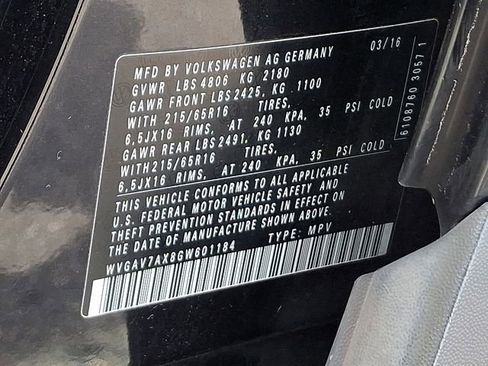 MFD BY VOLKSWAGEN AG GERMANY 03/16
GVWR LBS 4806 KG 2180
GAWR FRONT LBS 2425, KG 1100
WITH 215/65R16 TIRES,
6,5JX16 RIMS, AT 240 KPA, 35 PSI COLD
GAWR REAR LBS 2491, KG 1130
WITH 215/65R16 TIRES,
6,5JX16 RIMS, AT 240 KPA, 35 PSI COLD
THIS VEHICLE CONFORMS TO ALL APPLICABLE
U.S. FEDERAL MOTOR VEHICLE SAFETY AND
THEFT PREVENTION STANDARDS IN EFFECT ON
THE DATE OF MANUFACTURE SHOWN ABOVE.
WVGAV7AX8GW601184 TYPE: MPV
6108760 30571